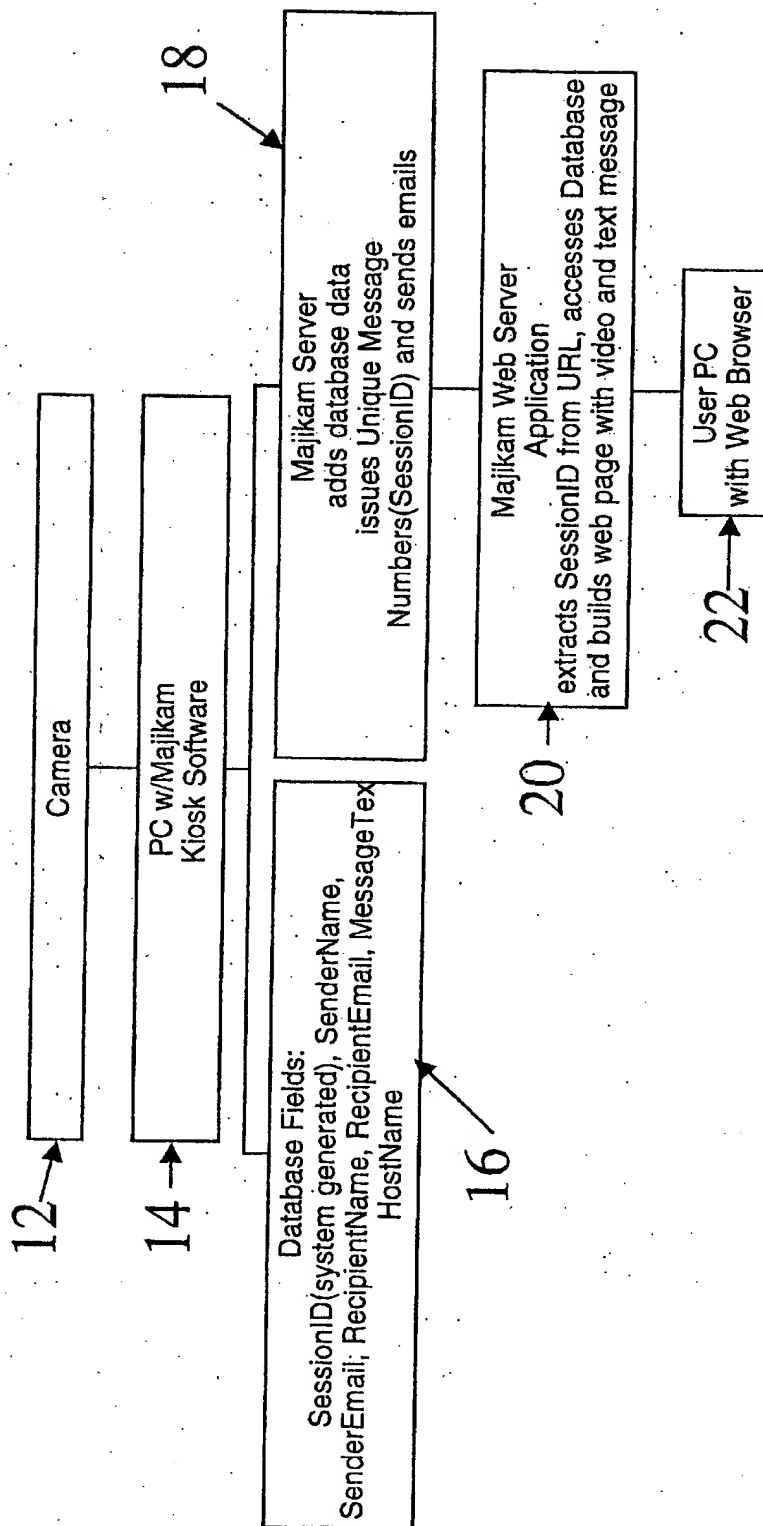 12
Camera
14
PC w/Majikam
Kiosk Software
Database Fields:
SessionID(system generated), SenderName,
SenderEmail; RecipientName, RecipientEmail, MessageTex
HostName
16
18
Majikam Server
adds database data
issues Unique Message
Numbers(SessionID) and sends emails
20
Majikam Web Server
Application
extracts SessionID from URL, accesses Database
and builds web page with video and text message
22
User PC
with Web Browser